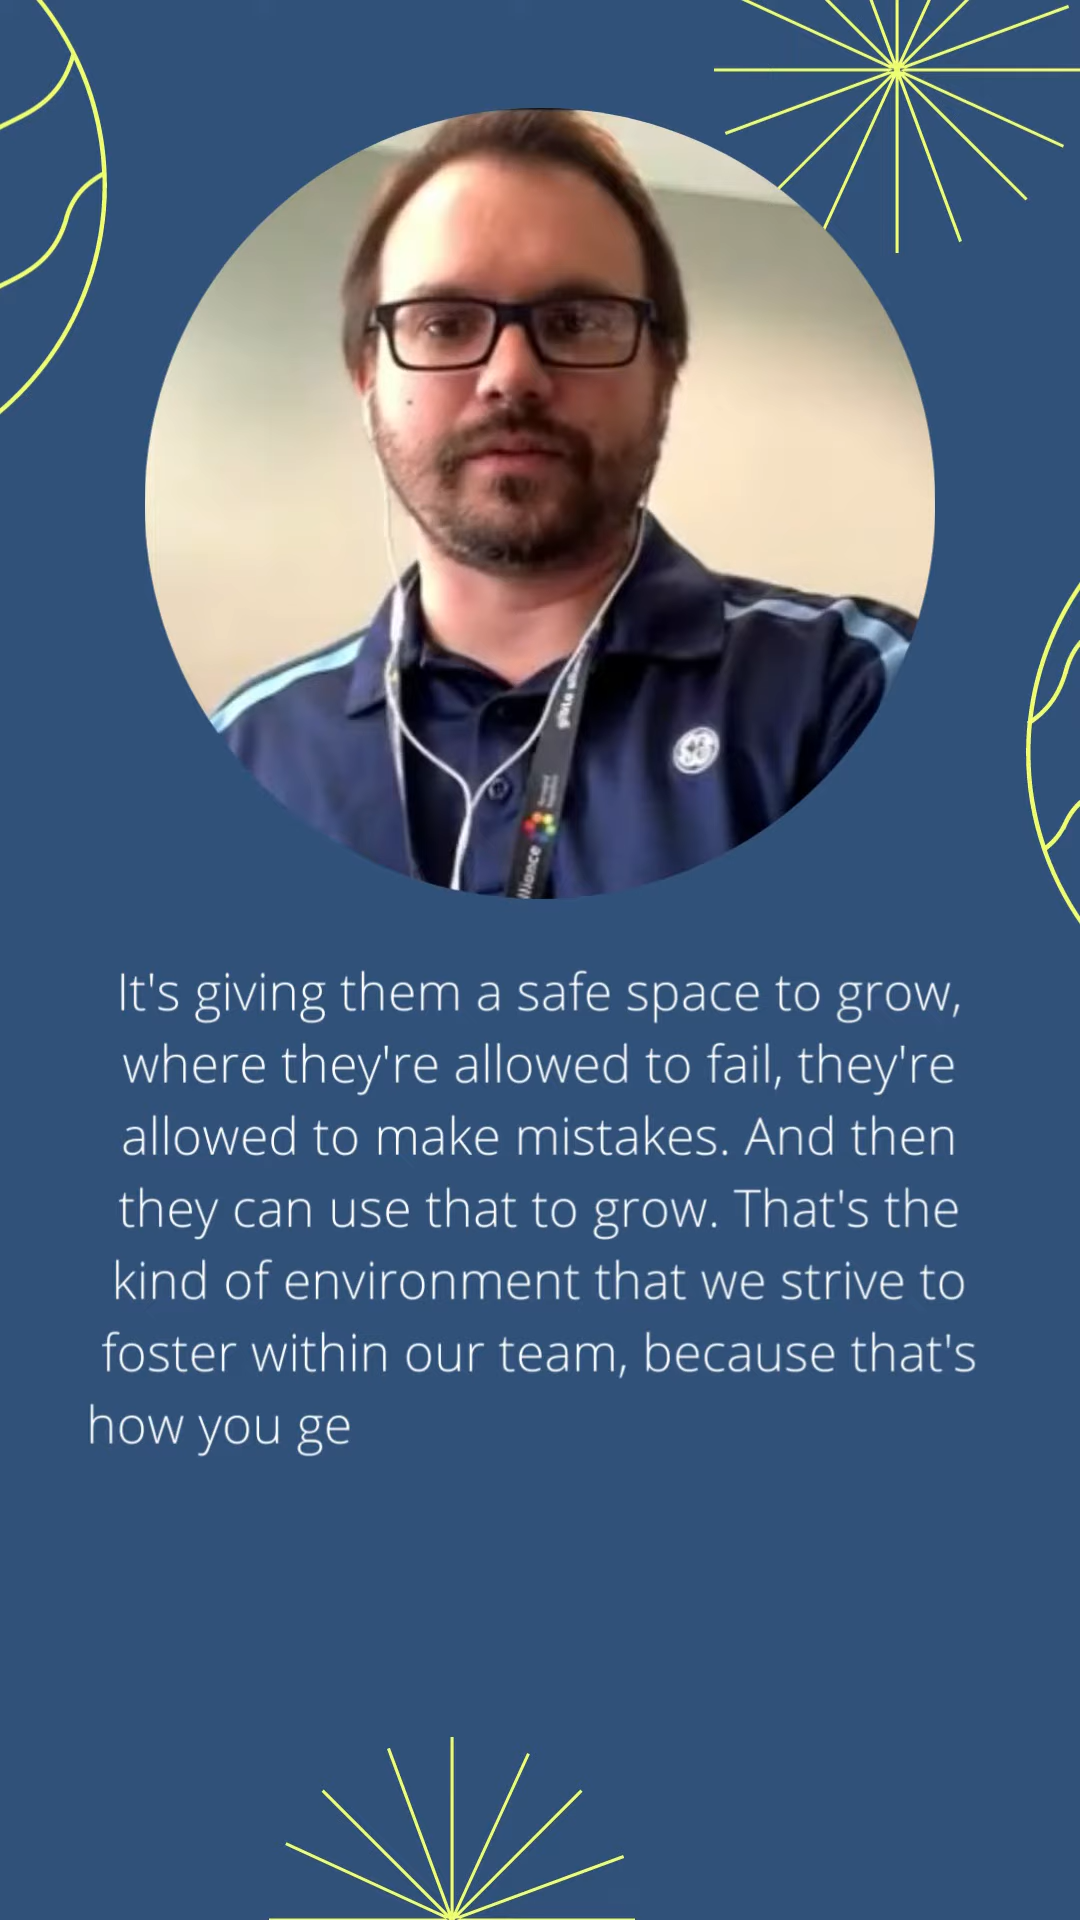 It's giving them a safe space to grow,
where they're allowed to fail, they're
allowed to make mistakes. And then
they can use that to grow. That's the
kind of environment that we strive to
foster within our team, because that's
how you ge